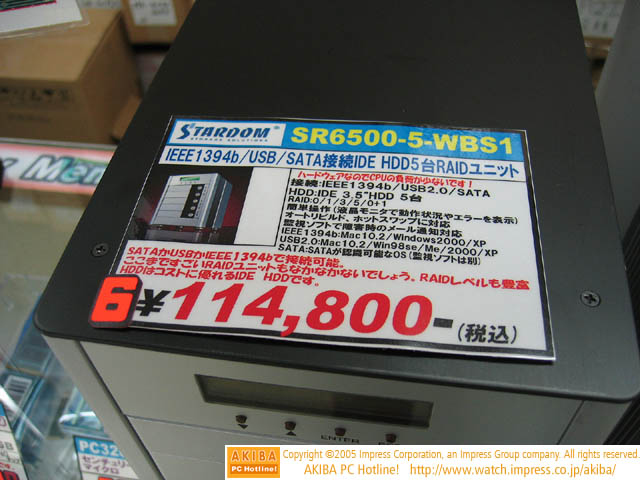 STARDOM
STORAGE SOLUTIONS
SR6500-5-WBS1
IEEE1394b/USB/SATA接続IDE HDD5台RAIDユニット
ハードウェアなのでCPUの負荷が少ないです!
接続:IEEE1394b/USB2.0/SATA
HDD:IDE 3.5"HDD 5台
RAID:0/1/3/5/0+1
簡単操作(液晶モニタで動作状況やエラーを表示)
オートリビルド、ホットスワップに対応
監視ソフトで障害時のメール通知対応
IEEE1394b:Mac10.2/Windows2000/XP
USB2.0:Mac10.2/Win98se/Me/2000/XP
SATA:SATAが認識可能なOS(監視ソフトは別)
SATAかUSBかIEEE1394bで接続可能。
ここまですごいRAIDユニットもなかなかないでしょう。RAIDレベルも豊富
HDDはコストに優れるIDE HDDです。
6 ¥114,800-(税込)
ENTER
PC32
センチュリー
マイクロ
AKIBA
PC Hotline!
Copyright ©2005 Impress Corporation, an Impress Group company. All rights reserved.
AKIBA PC Hotline! http://www.watch.impress.co.jp/akiba/